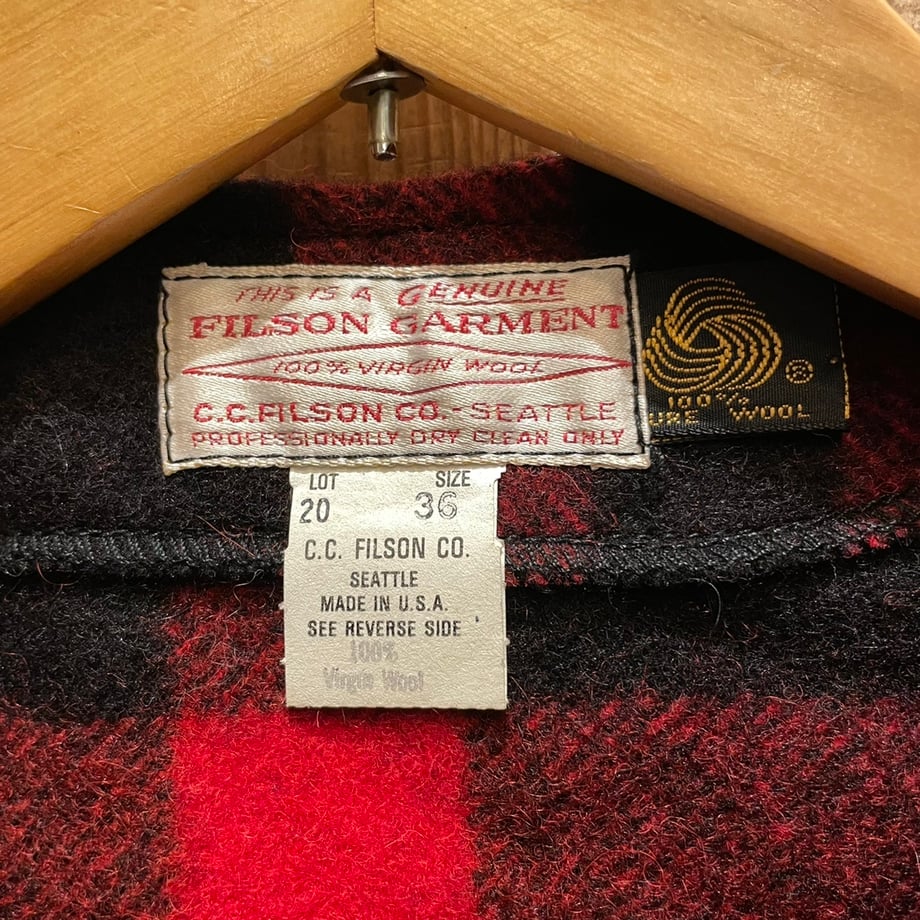 THIS IS A GENUINE
FILSON GARMENT
100% VIRGIN WOOL
C.C. FILSON CO. - SEATTLE
PROFESSIONALLY DRY CLEAN ONLY
®
100%
WOOL
LOT SIZE
20 36
C.C. FILSON CO.
SEATTLE
MADE IN U.S.A.
SEE REVERSE SIDE
100%
Virgin Wool